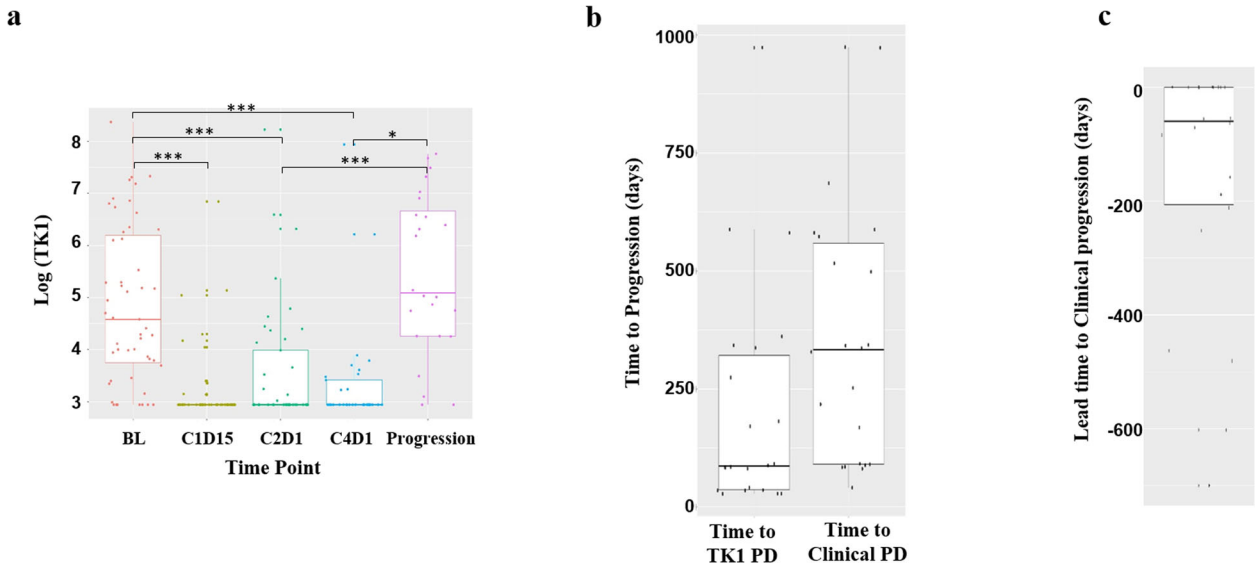 a
Log (TK1)
8
7
6
5
4
3
***
***
***
*
***
BL C1D15 C2D1 C4D1 Progression
Time Point
b
Time to Progression (days)
1000
750
500
250
0
Time to
TK1 PD
Time to
Clinical PD
c
Lead time to Clinical progression (days)
0
-200
-400
-600